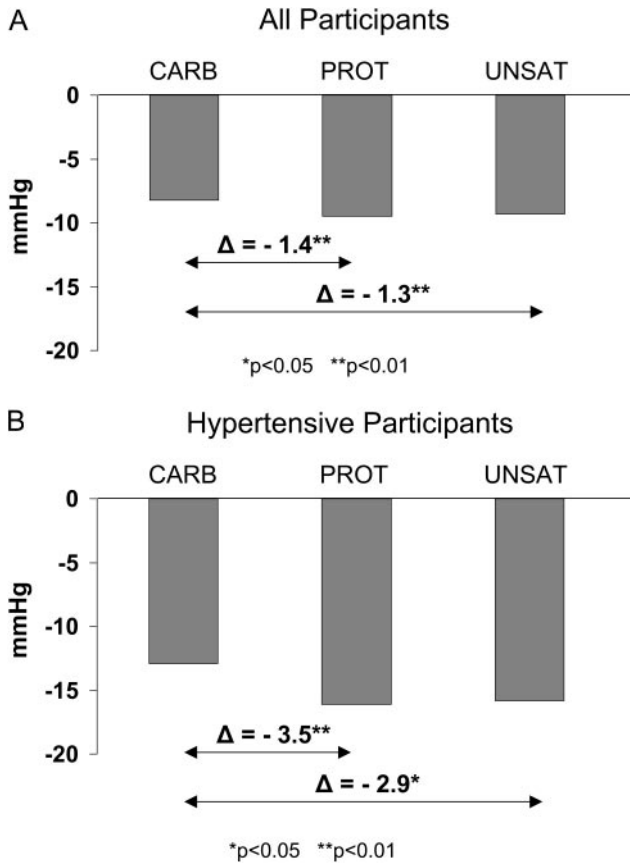 A All Participants
CARB PROT UNSAT
0
-5
-10
-15
-20
mmHg
Δ = - 1.4**
Δ = - 1.3**
*p<0.05 **p<0.01
B Hypertensive Participants
CARB PROT UNSAT
0
-5
-10
-15
-20
mmHg
Δ = - 3.5**
Δ = - 2.9*
*p<0.05 **p<0.01